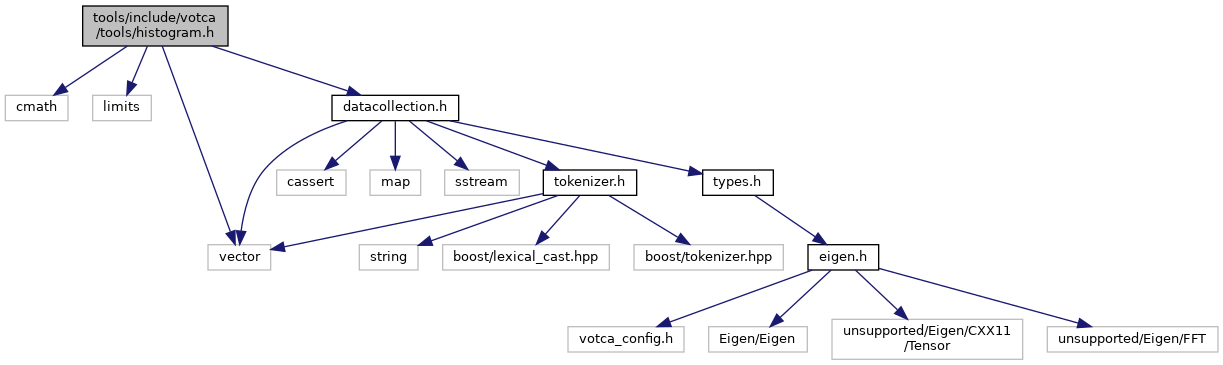 tools/include/votca
/tools/histogram.h
cmath
limits
datacollection.h
cassert
map
sstream
tokenizer.h
types.h
vector
string
boost/lexical_cast.hpp
boost/tokenizer.hpp
eigen.h
votca_config.h
Eigen/Eigen
unsupported/Eigen/CXX11
/Tensor
unsupported/Eigen/FFT